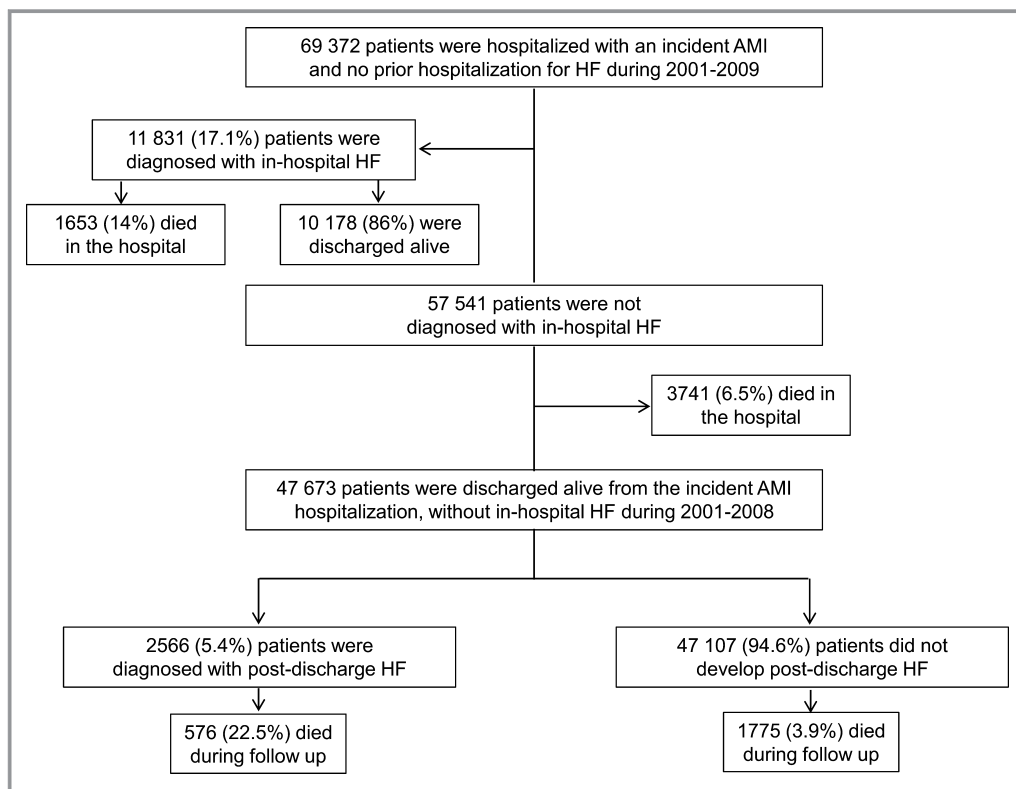 69 372 patients were hospitalized with an incident AMI
and no prior hospitalization for HF during 2001-2009
11 831 (17.1%) patients were
diagnosed with in-hospital HF
1653 (14%) died
in the hospital
10 178 (86%) were
discharged alive
57 541 patients were not
diagnosed with in-hospital HF
3741 (6.5%) died in
the hospital
47 673 patients were discharged alive from the incident AMI
hospitalization, without in-hospital HF during 2001-2008
2566 (5.4%) patients were
diagnosed with post-discharge HF
47 107 (94.6%) patients did not
develop post-discharge HF
576 (22.5%) died
during follow up
1775 (3.9%) died
during follow up